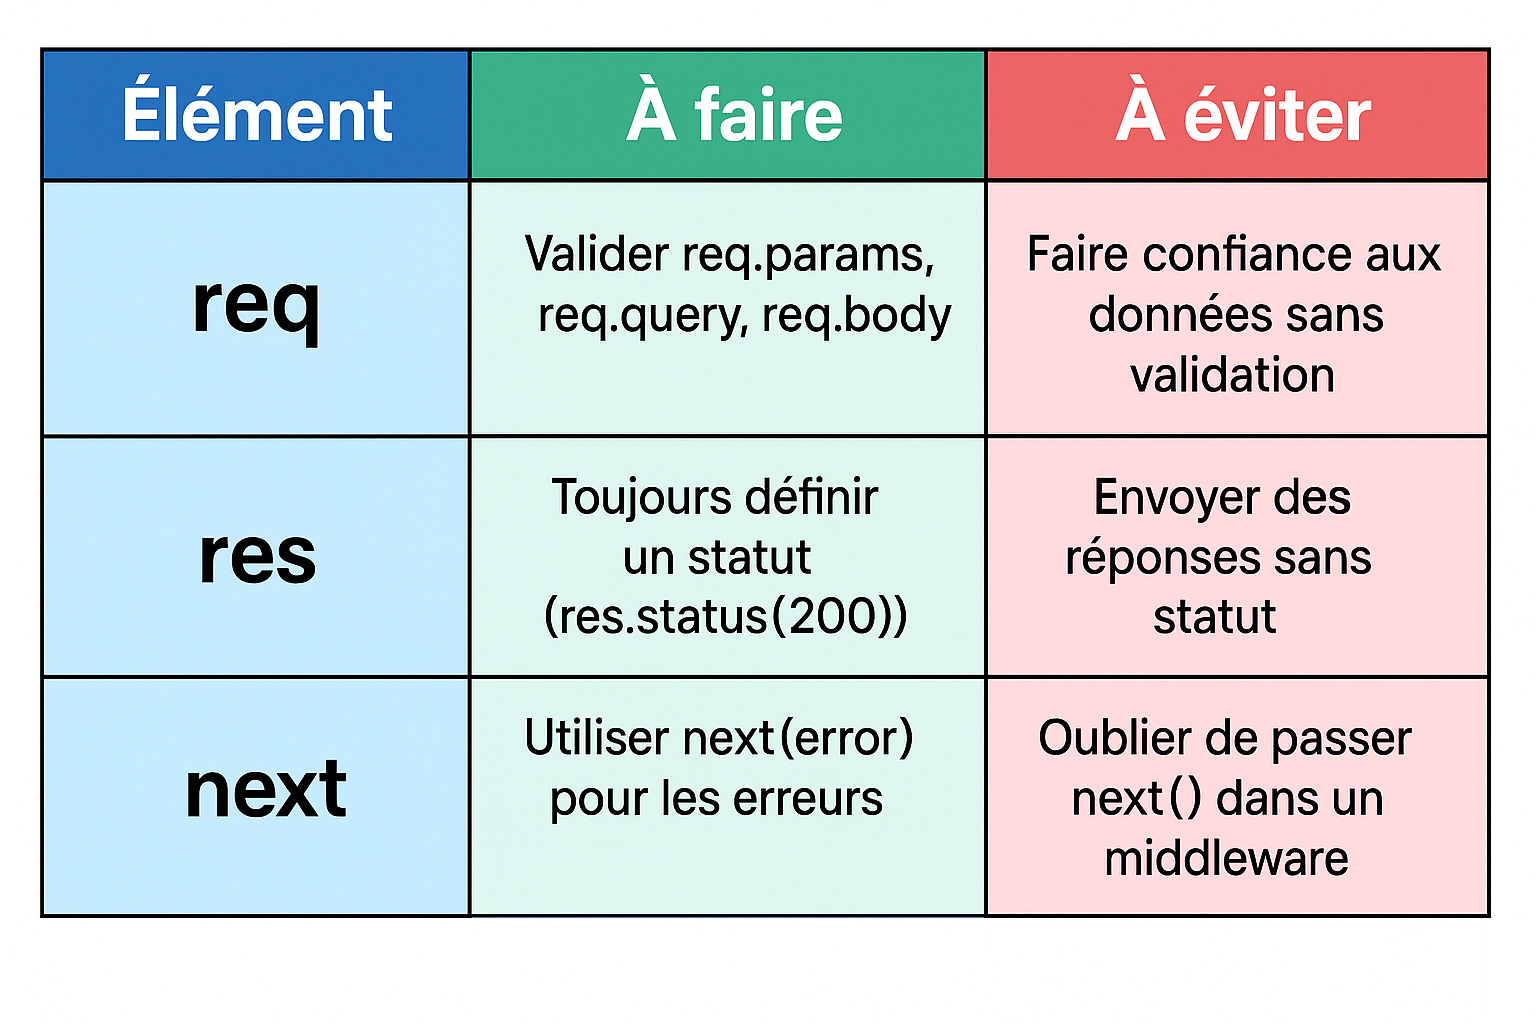 Élément
À faire
À éviter
req
Valider req.params,
req.query, req.body
Faire confiance aux
données sans
validation
res
Toujours définir
un statut
(res.status(200))
Envoyer des
réponses sans
statut
next
Utiliser next(error)
pour les erreurs
Oublier de passer
next() dans un
middleware